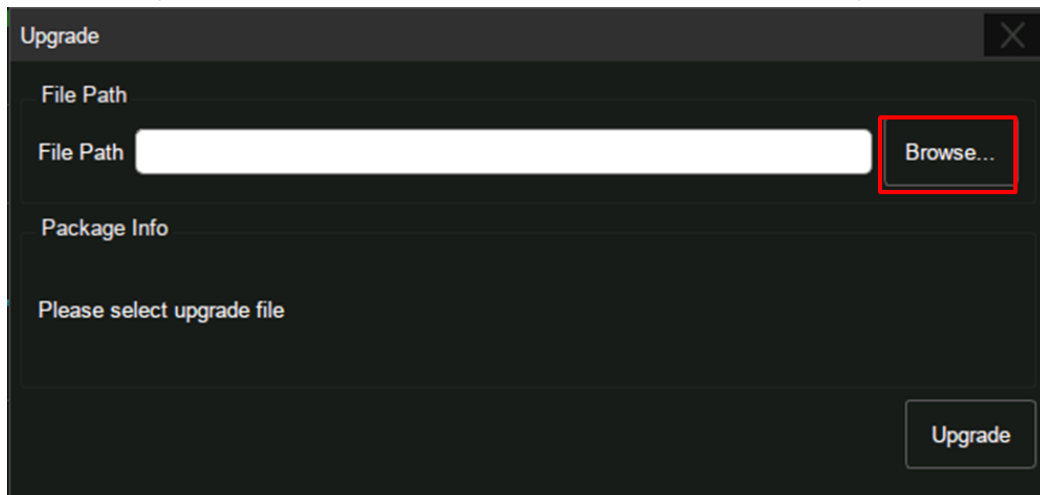 Upgrade
File Path
File Path
Browse...
Package Info
Please select upgrade file
Upgrade